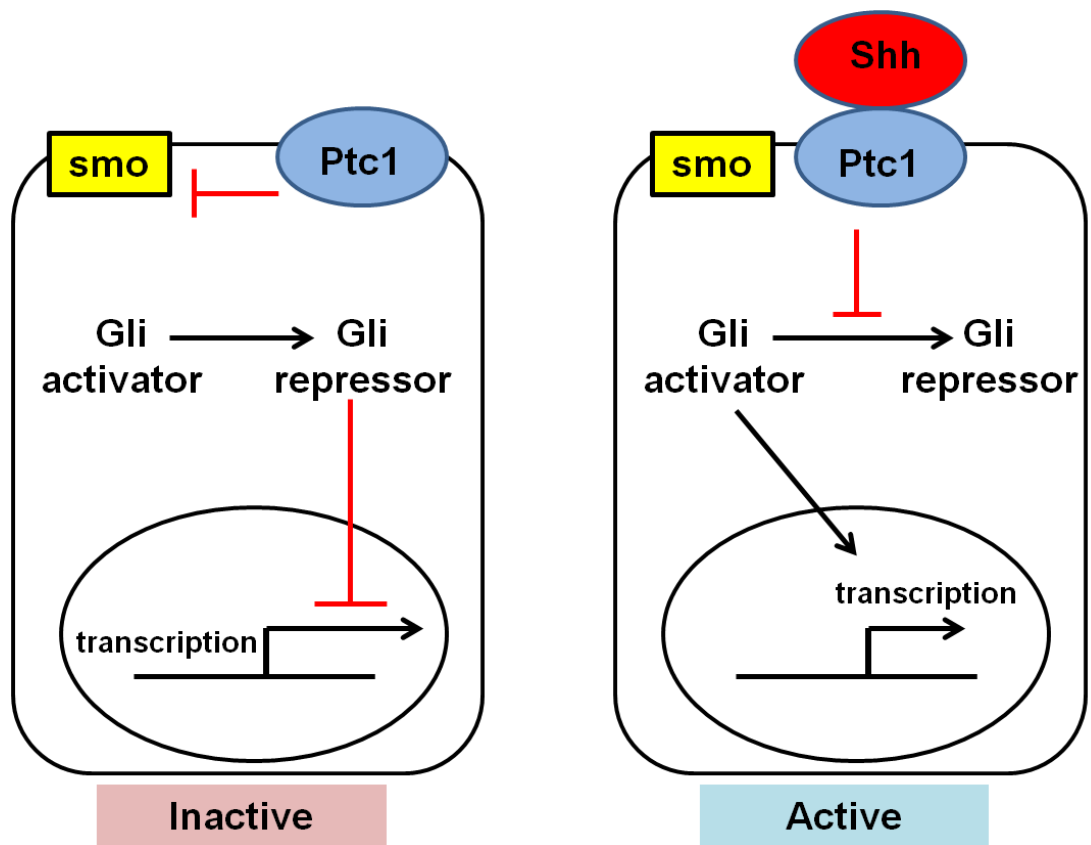 smo
Ptc1
Gli
activator
Gli
repressor
transcription
Inactive
Shh
smo
Ptc1
Gli
activator
Gli
repressor
transcription
Active